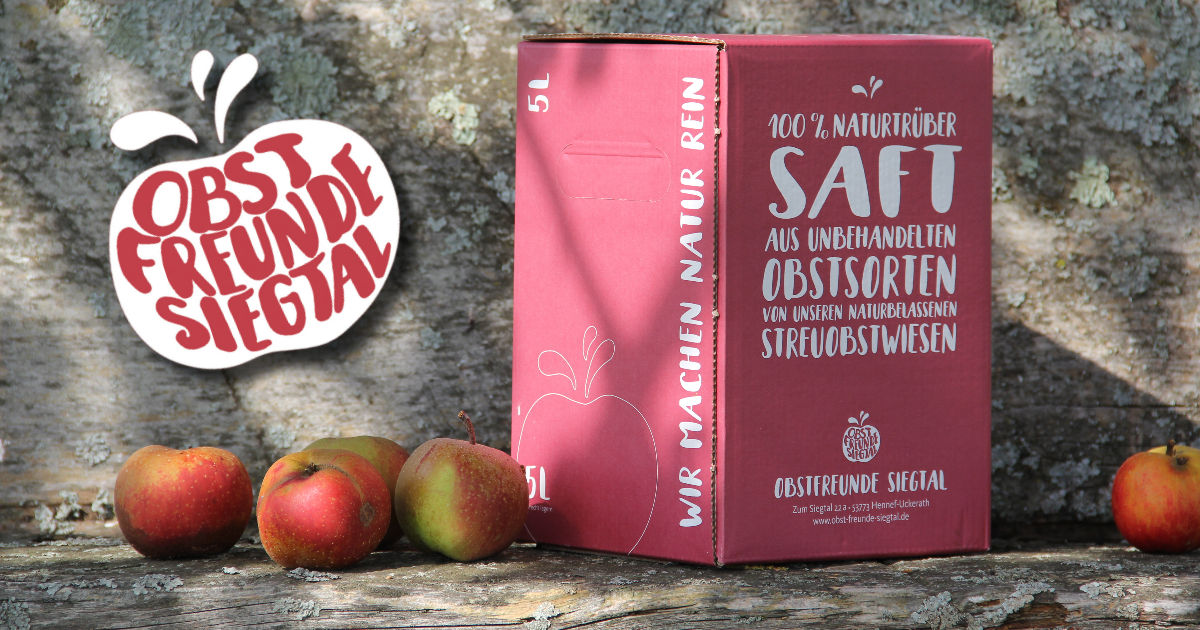 OBST
FREUNDE
SIEGTAL
5L
WIR MACHEN NATUR REIN
5L
100 % NATURTRÜBER
SAFT
AUS UNBEHANDELTEN
OBSTSORTEN
VON UNSEREN NATURBELASSENEN
STREUOBSTWIESEN
OBST
FREUNDE
SIEGTAL
OBSTFREUNDE SIEGTAL
Zum Siegtal 22 a • 53773 Hennef-Uckerath
www.obst-freunde-siegtal.de